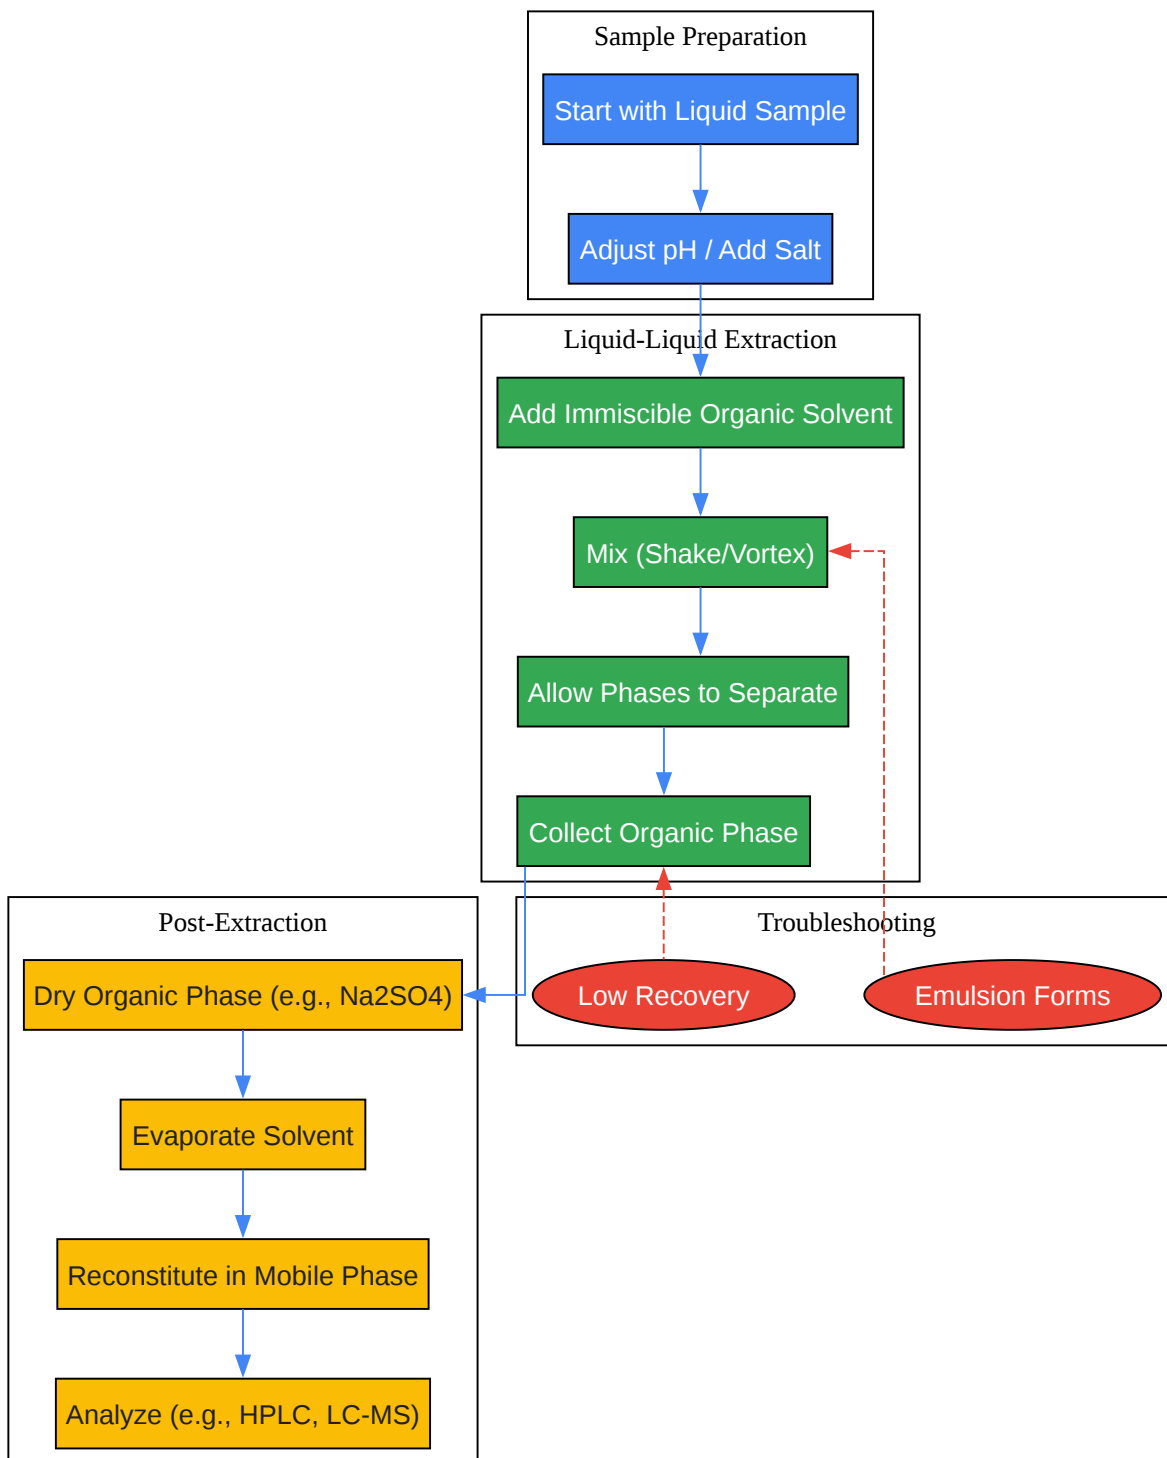 Sample Preparation
Start with Liquid Sample
Adjust pH / Add Salt
Liquid-Liquid Extraction
Add Immiscible Organic Solvent
Mix (Shake/Vortex)
Allow Phases to Separate
Collect Organic Phase
Post-Extraction
Dry Organic Phase (e.g., Na2SO4)
Evaporate Solvent
Reconstitute in Mobile Phase
Analyze (e.g., HPLC, LC-MS)
Troubleshooting
Low Recovery
Emulsion Forms